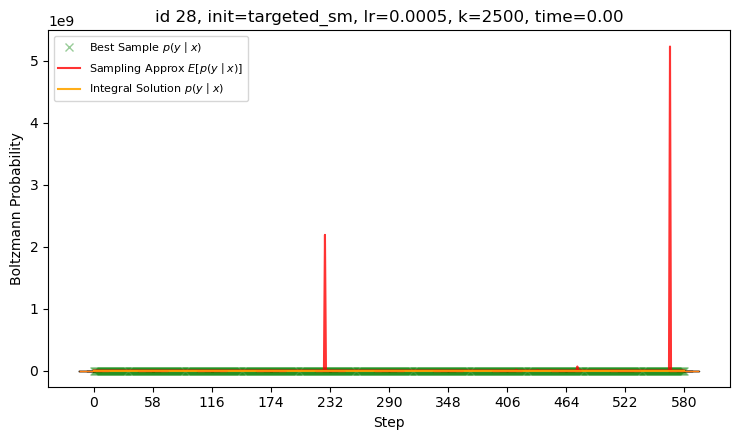 id 28, init=targeted_sm, lr=0.0005, k=2500, time=0.00
1e9
Best Sample p(y | x)
Sampling Approx E[p(y | x)]
Integral Solution p(y | x)
5
4
3
2
1
0
Boltzmann Probability
0 58 116 174 232 290 348 406 464 522 580
Step